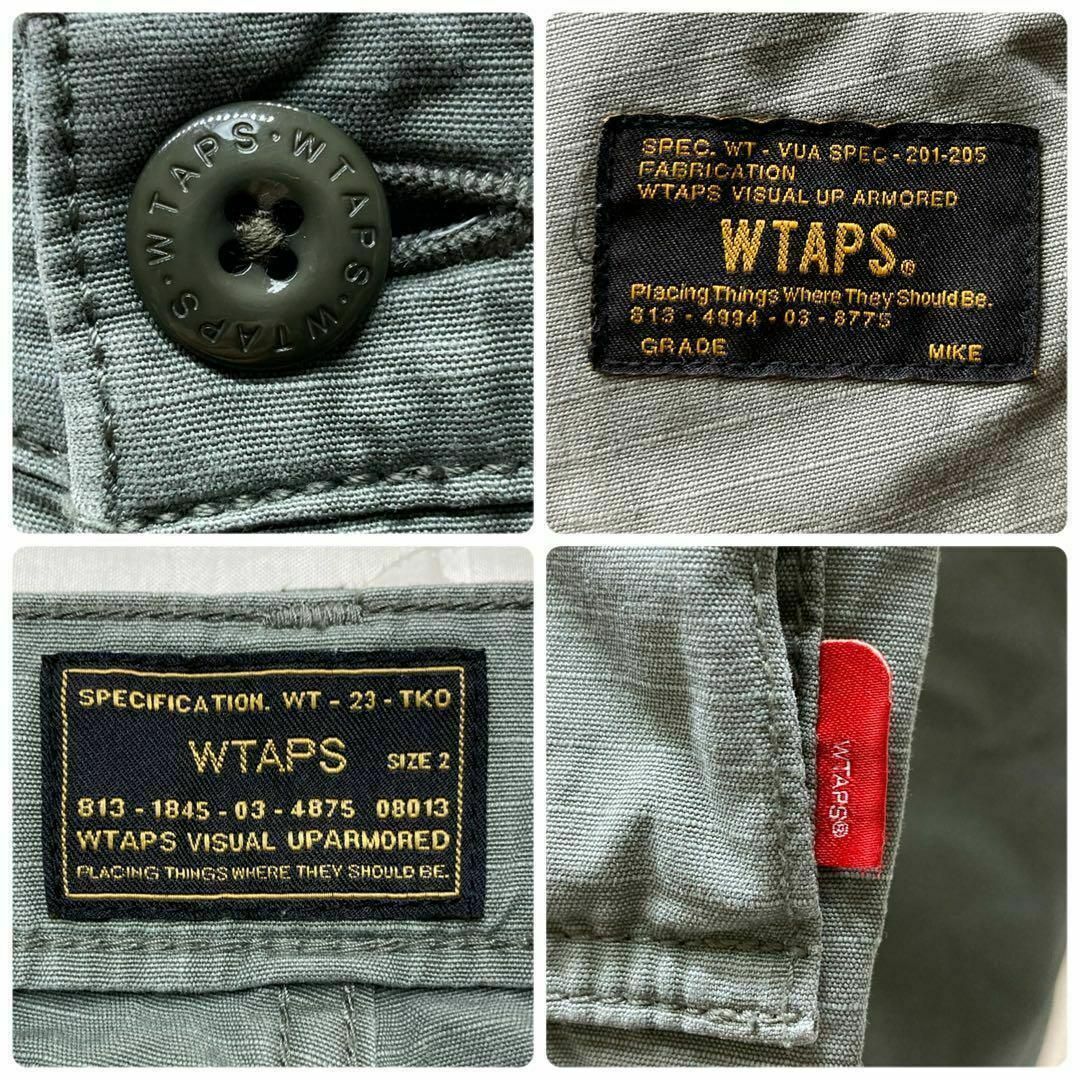 WTAPS・WTAPS・WTAPS・
SPEC. WT - VUA SPEC - 201-205
FABRICATION
WTAPS VISUAL UP ARMORED
WTAPS®
Placing Things Where They Should Be.
813 - 4994 - 03 - 8775
GRADE MIKE
SPECIFICATION. WT - 23 - TKO
WTAPS SIZE 2
813 - 1845 - 03 - 4875 08013
WTAPS VISUAL UPARMORED
PLACING THINGS WHERE THEY SHOULD BE.
WTAPS®